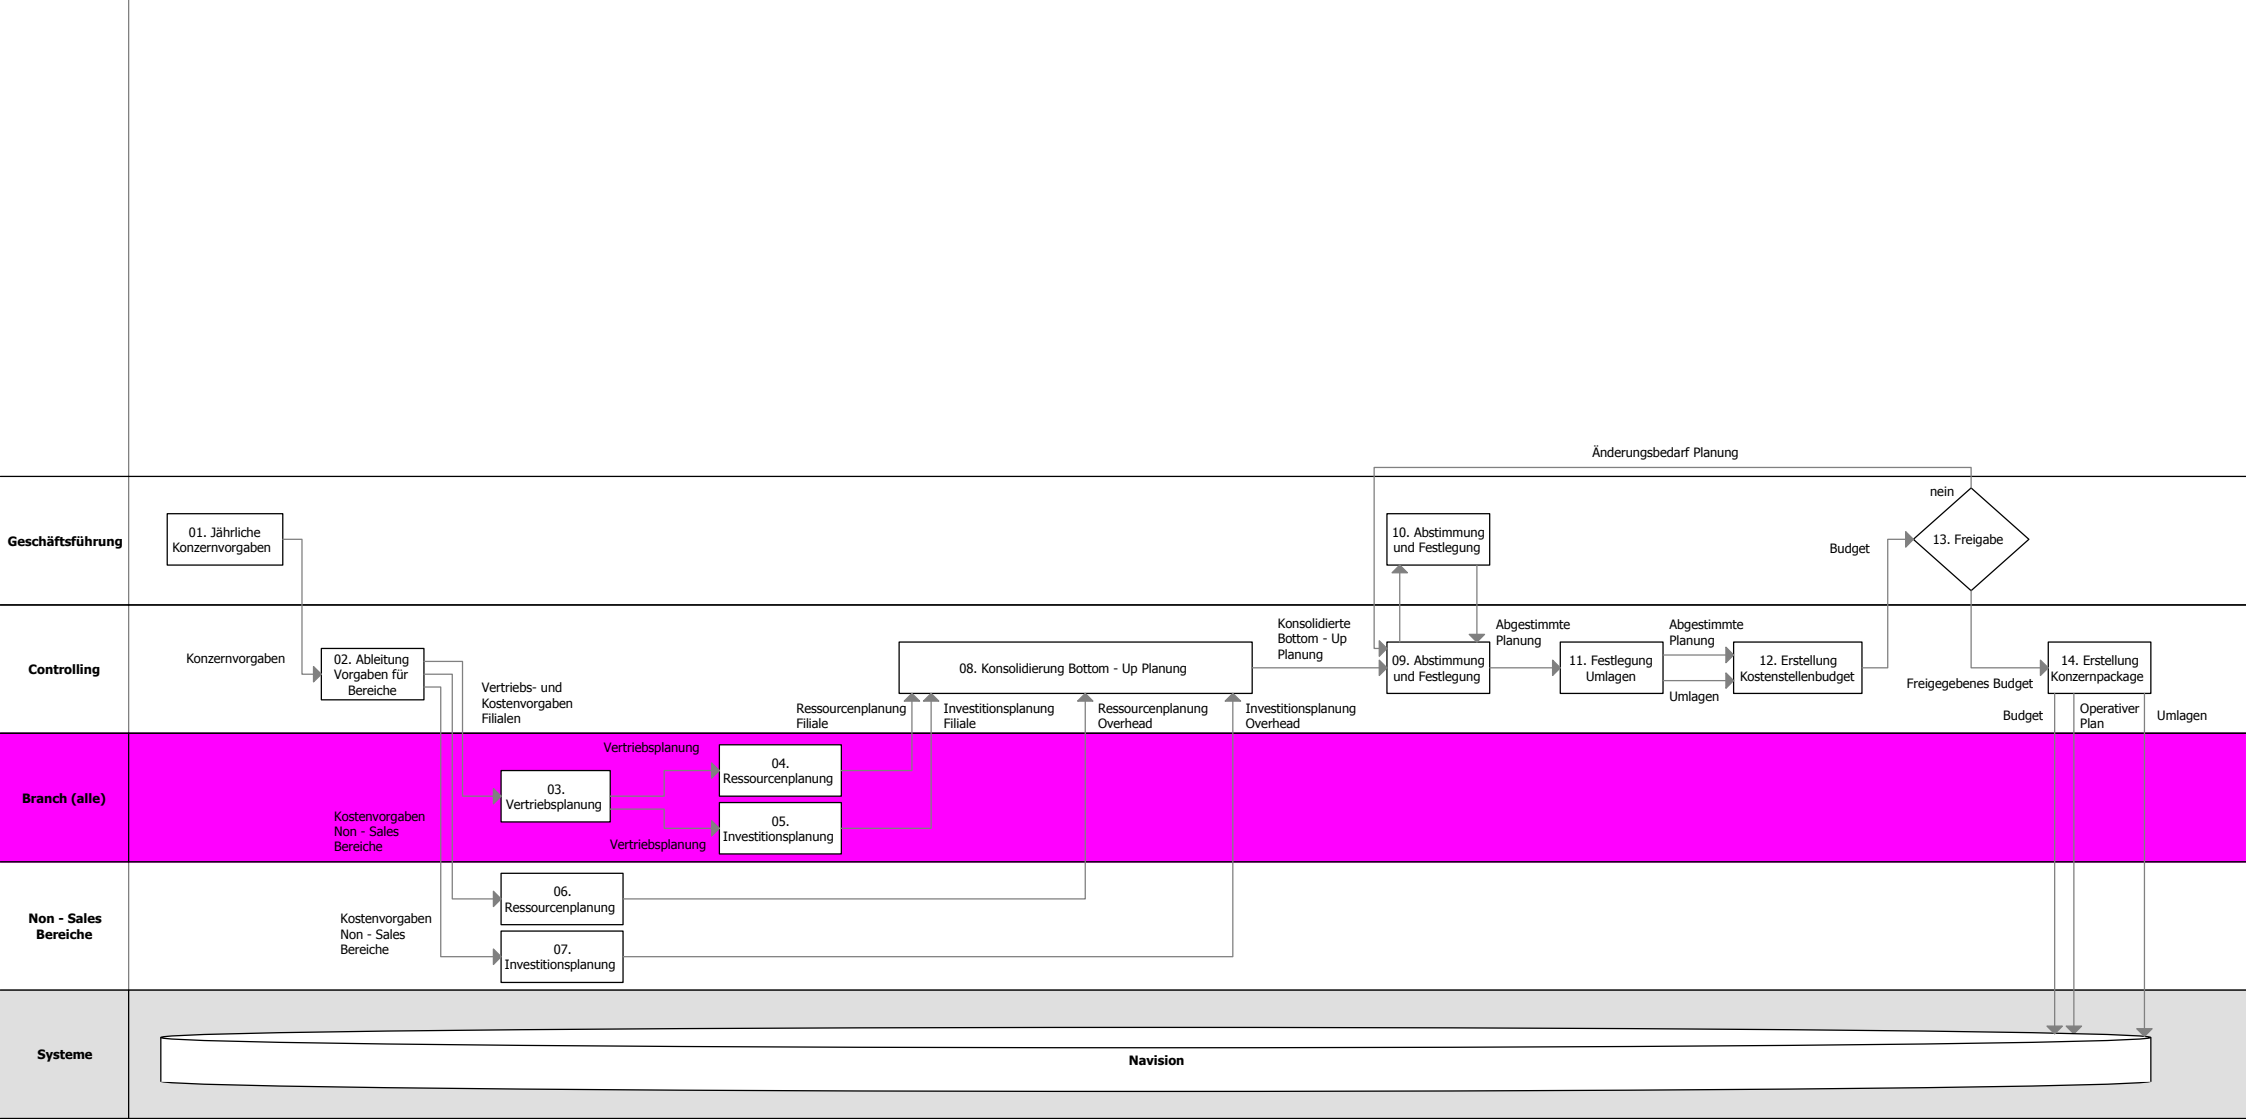 Änderungsbedarf Planung
Geschäftsführung
01. Jährliche
Konzernvorgaben
10. Abstimmung
und Festlegung
Budget
nein
13. Freigabe
Controlling
Konzernvorgaben
02. Ableitung
Vorgaben für
Bereiche
Vertriebs- und
Kostenvorgaben
Filialen
08. Konsolidierung Bottom - Up Planung
Ressourcenplanung
Filiale
Investitionsplanung
Filiale
Ressourcenplanung
Overhead
Investitionsplanung
Overhead
Konsolidierte
Bottom - Up
Planung
09. Abstimmung
und Festlegung
Abgestimmte
Planung
11. Festlegung
Umlagen
Abgestimmte
Planung
Umlagen
12. Erstellung
Kostenstellenbudget
Freigegebenes Budget
14. Erstellung
Konzernpackage
Budget
Operativer
Plan
Umlagen
Branch (alle)
Kostenvorgaben
Non - Sales
Bereiche
03.
Vertriebsplanung
Vertriebsplanung
Vertriebsplanung
04.
Ressourcenplanung
05.
Investitionsplanung
Non - Sales
Bereiche
Kostenvorgaben
Non - Sales
Bereiche
06.
Ressourcenplanung
07.
Investitionsplanung
Systeme
Navision